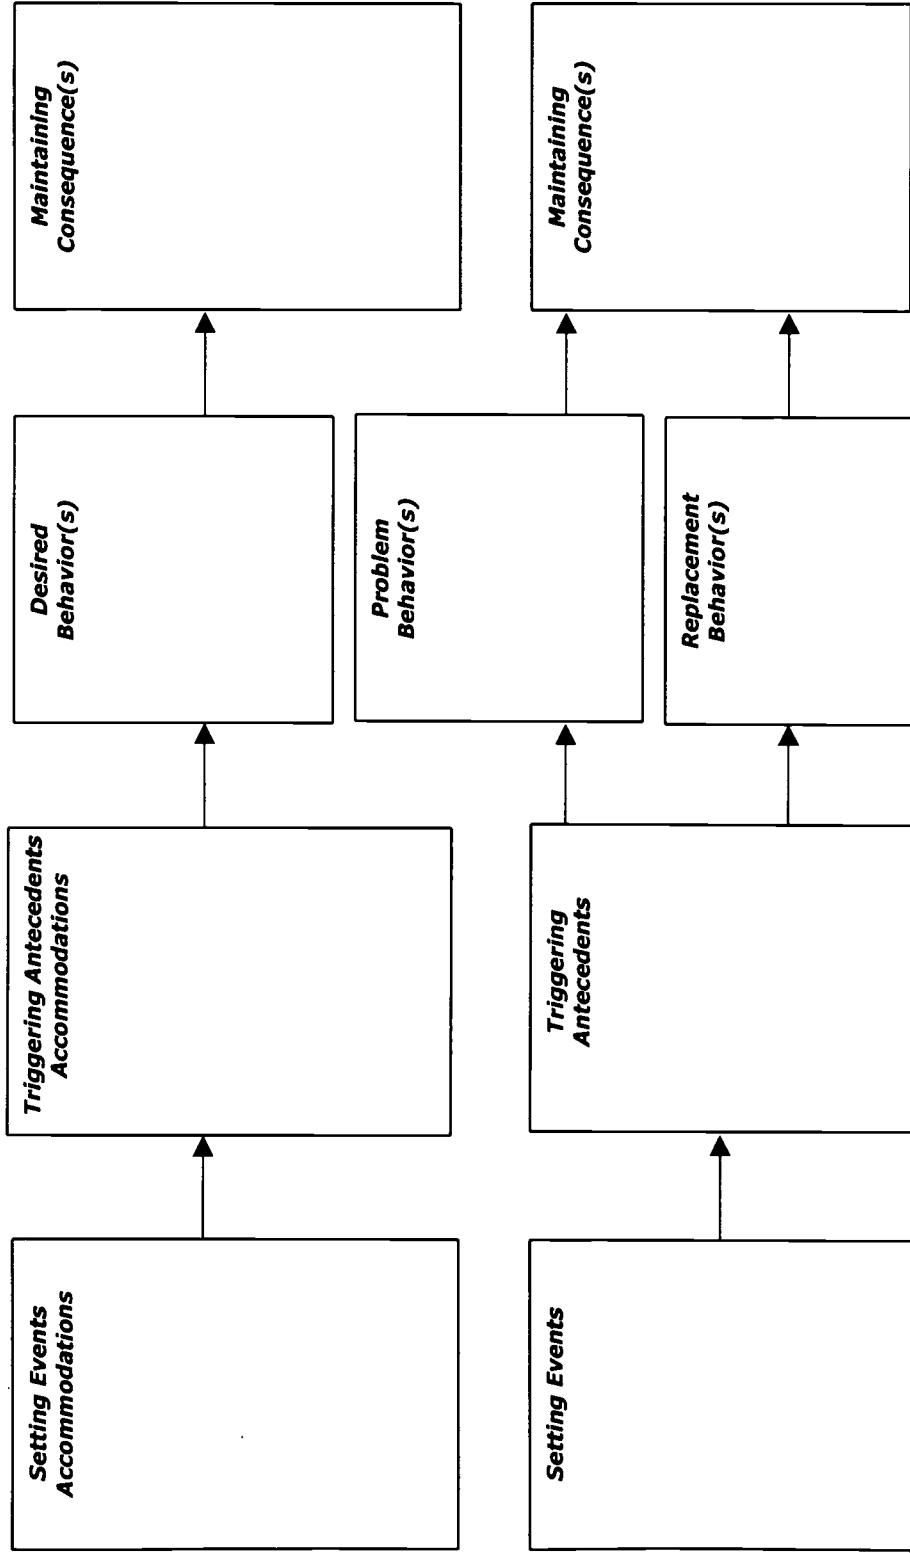 Setting Events
Accommodations
Triggering Antecedents
Accommodations
Desired
Behavior(s)
Maintaining
Consequence(s)
Setting Events
Triggering
Antecedents
Problem
Behavior(s)
Replacement
Behavior(s)
Maintaining
Consequence(s)